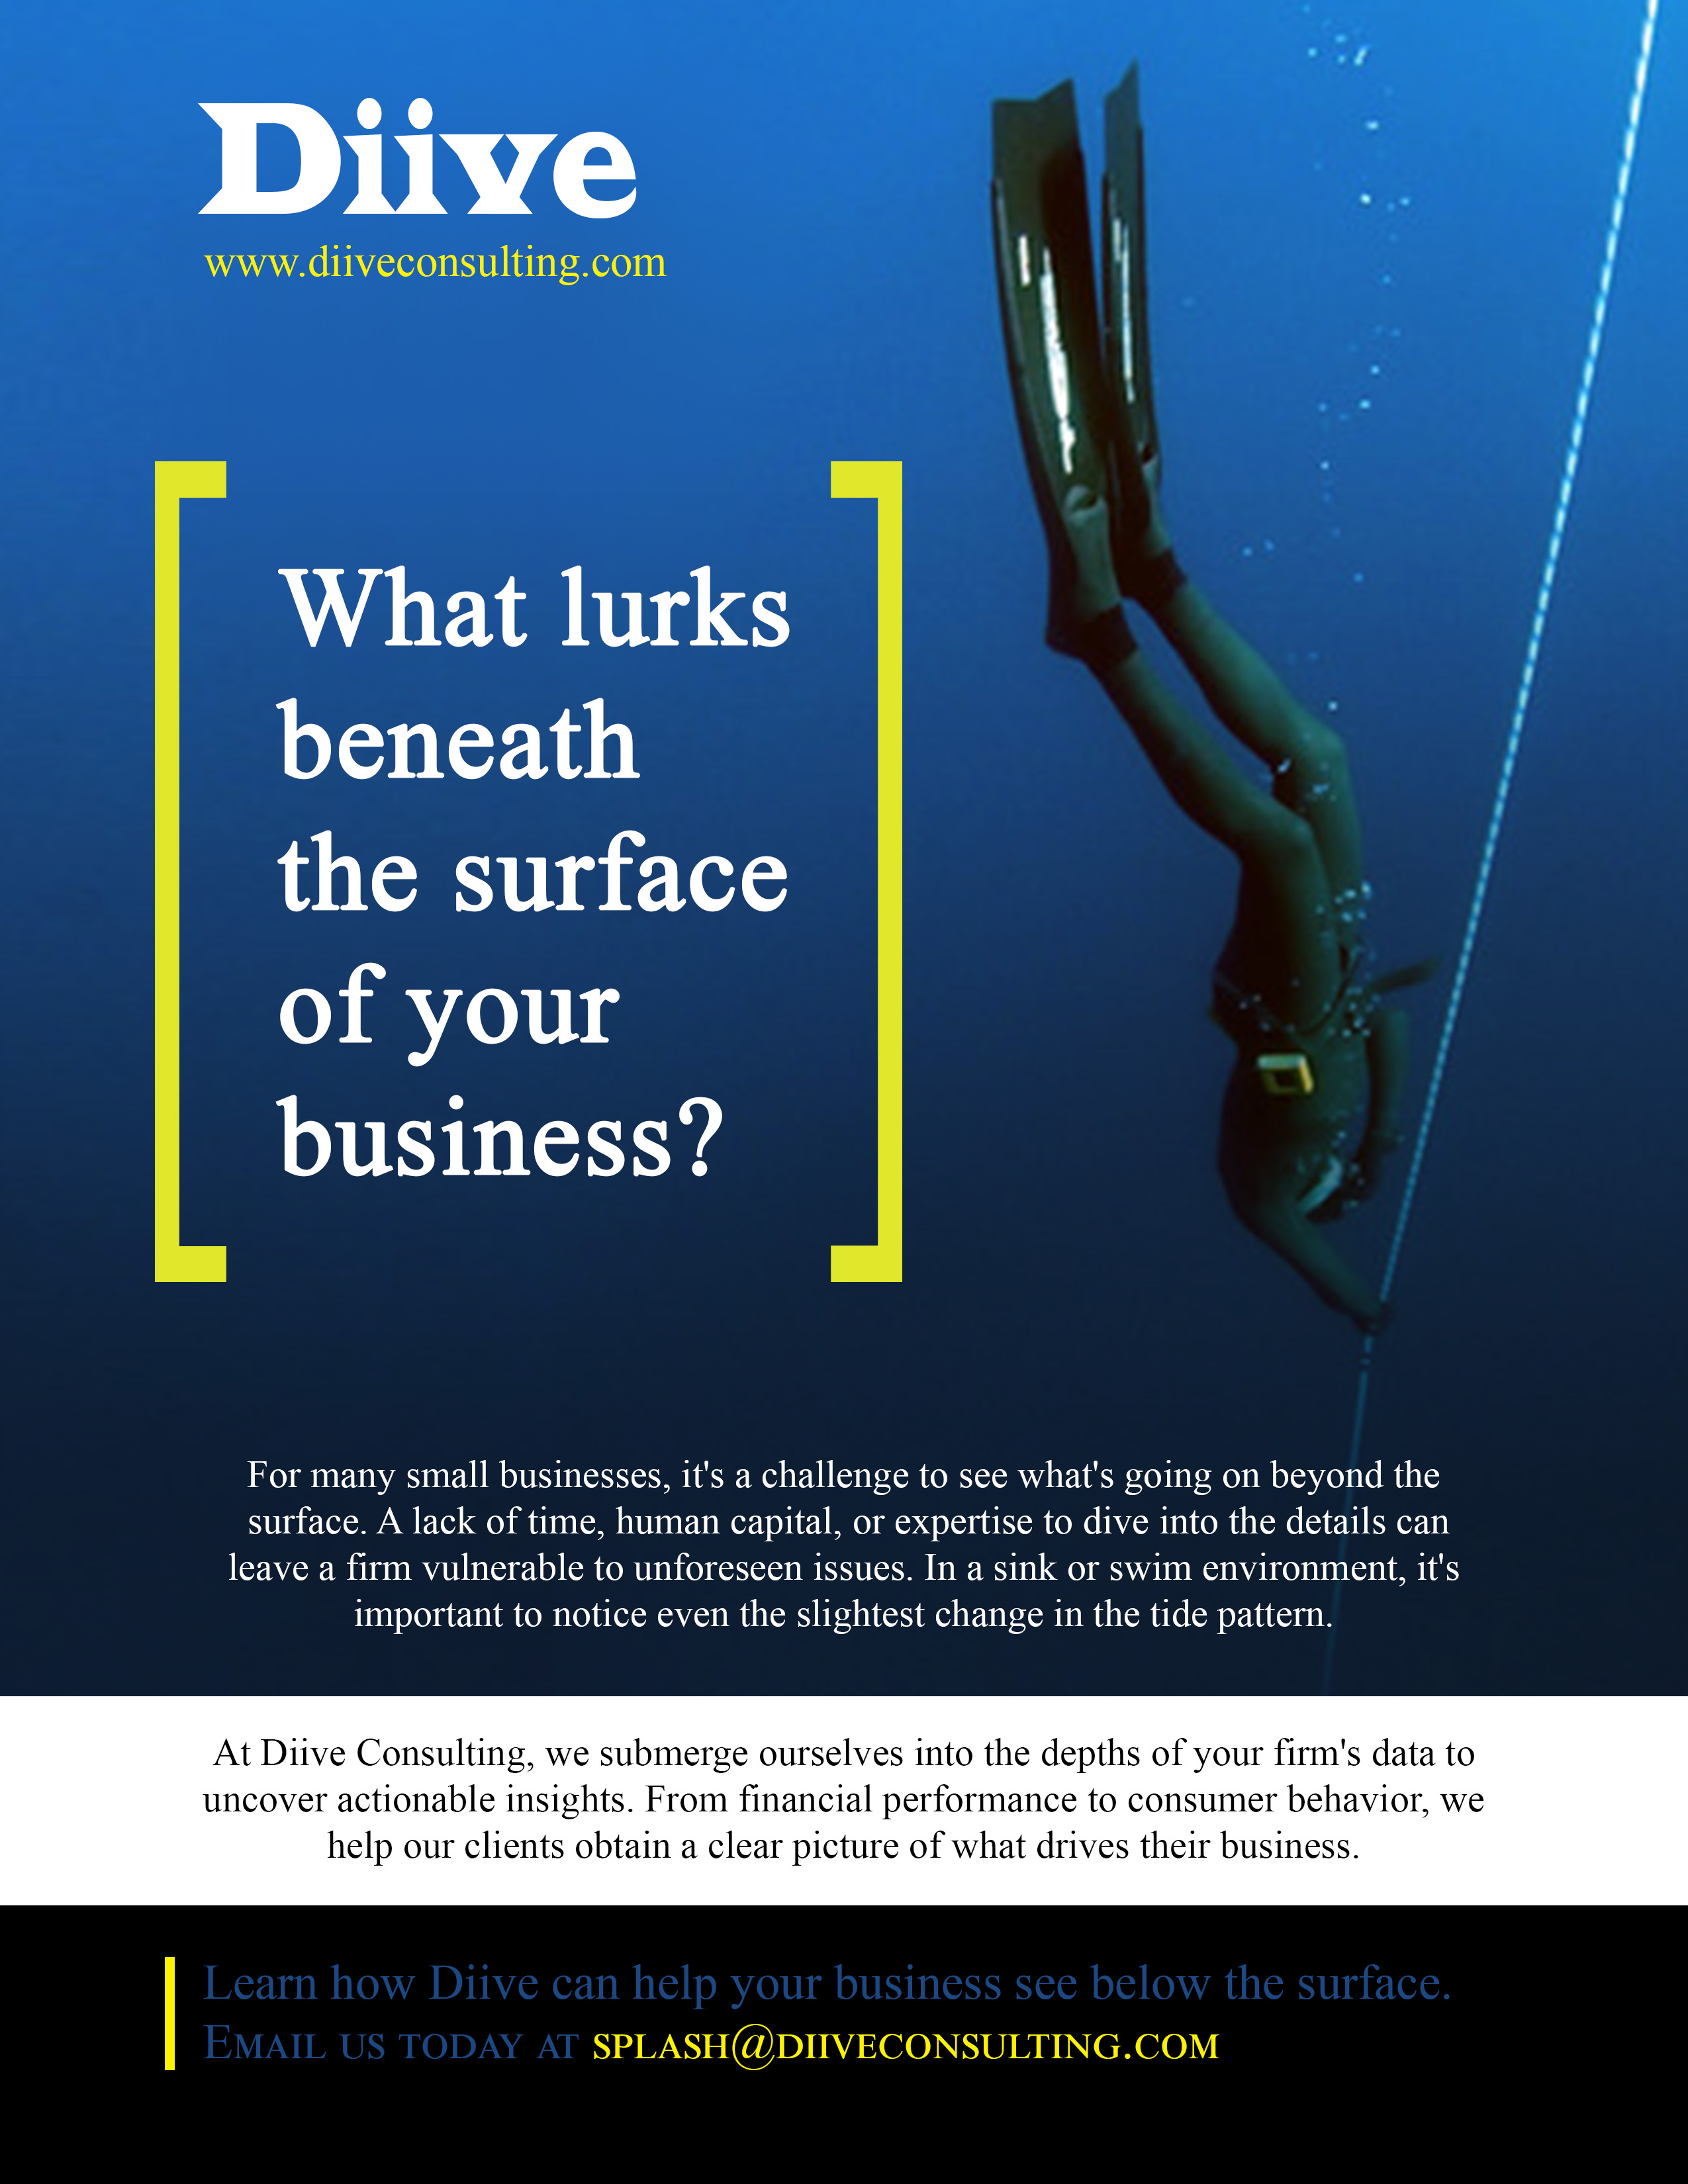 Diive
www.diiveconsulting.com
What lurks
beneath
the surface
of your
business?
For many small businesses, it's a challenge to see what's going on beyond the
surface. A lack of time, human capital, or expertise to dive into the details can
leave a firm vulnerable to unforeseen issues. In a sink or swim environment, it's
important to notice even the slightest change in the tide pattern.
At Diive Consulting, we submerge ourselves into the depths of your firm's data to
uncover actionable insights. From financial performance to consumer behavior, we
help our clients obtain a clear picture of what drives their business.
Learn how Diive can help your business see below the surface.
EMAIL US TODAY AT SPLASH@DIIVECONSULTING.COM